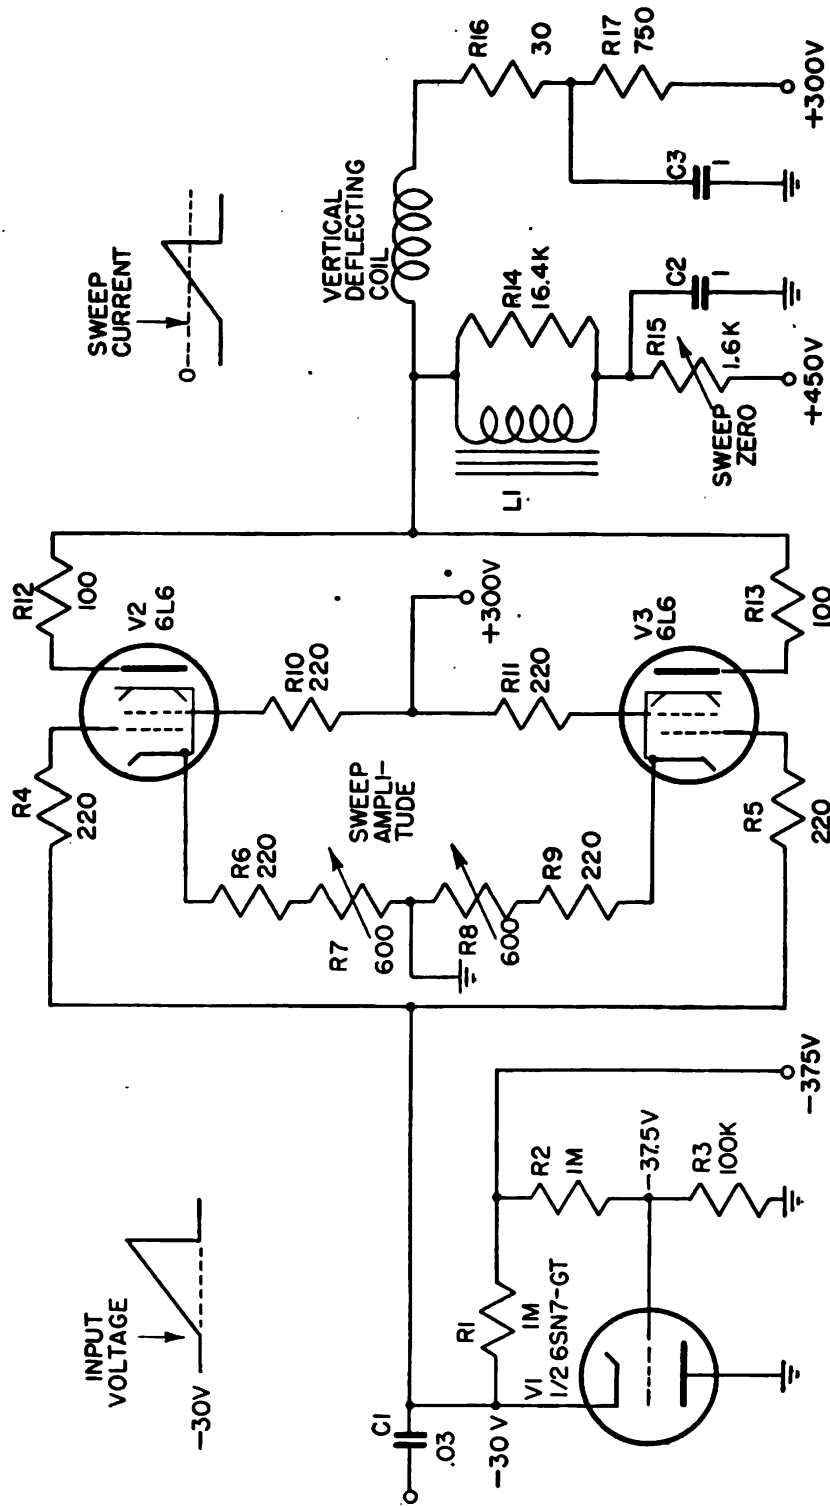 INPUT
VOLTAGE
-30V
SWEEP
CURRENT
0
R4
220
R12
100
V2
6L6
R6
220
R10
220
SWEEP
AMPLI-
TUDE
R7
600
R8
600
R9
220
R11
220
+300V
V3
6L6
R5
220
R13
100
VERTICAL
DEFLECTING
COIL
L1
R14
16.4K
R15
1.6K
SWEEP
ZERO
+450V
C2
1
C3
1
R16
30
R17
750
+300V
C1
.03
-30V
R1
1M
V1
1/2 6SN7-GT
R2
1M
-37.5V
R3
100K
-375V